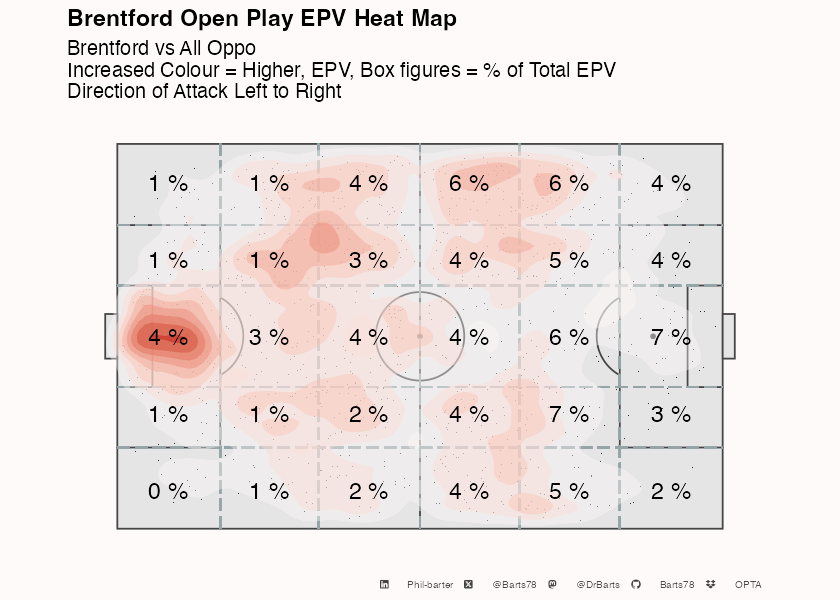 Brentford Open Play EPV Heat Map
Brentford vs All Oppo
Increased Colour = Higher, EPV, Box figures = % of Total EPV
Direction of Attack Left to Right
1 % 1 % 4 % 6 % 6 % 4 %
1 % 1 % 3 % 4 % 5 % 4 %
4 % 3 % 4 % 4 % 6 % 7 %
1 % 1 % 2 % 4 % 7 % 3 %
0 % 1 % 2 % 4 % 5 % 2 %
Phil-barter @Barts78 @DrBarts Barts78 OPTA